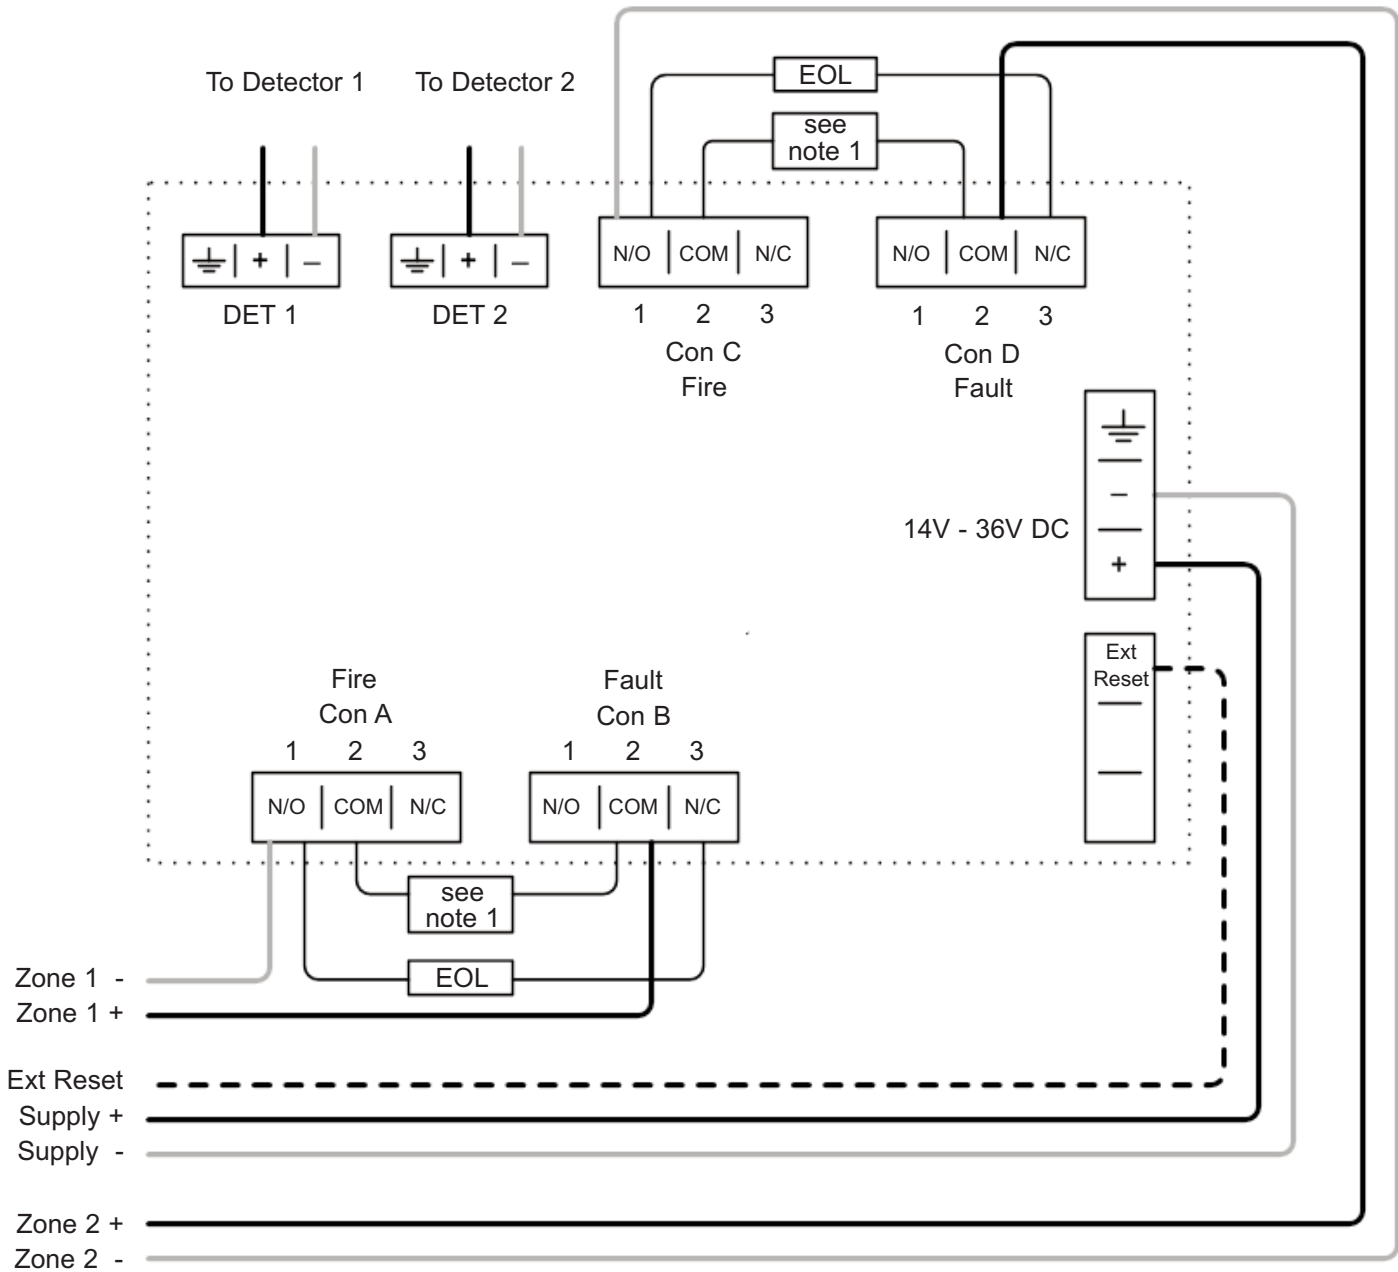 To Detector 1
To Detector 2
EOL
see
note 1
+ –
DET 1
+ –
DET 2
N/O COM N/C
1 2 3
Con C
Fire
N/O COM N/C
1 2 3
Con D
Fault
14V - 36V DC
–
+
Ext
Reset
Fire
Con A
1 2 3
N/O COM N/C
Fault
Con B
1 2 3
N/O COM N/C
see
note 1
EOL
Zone 1 -
Zone 1 +
Ext Reset
Supply +
Supply -
Zone 2 +
Zone 2 -